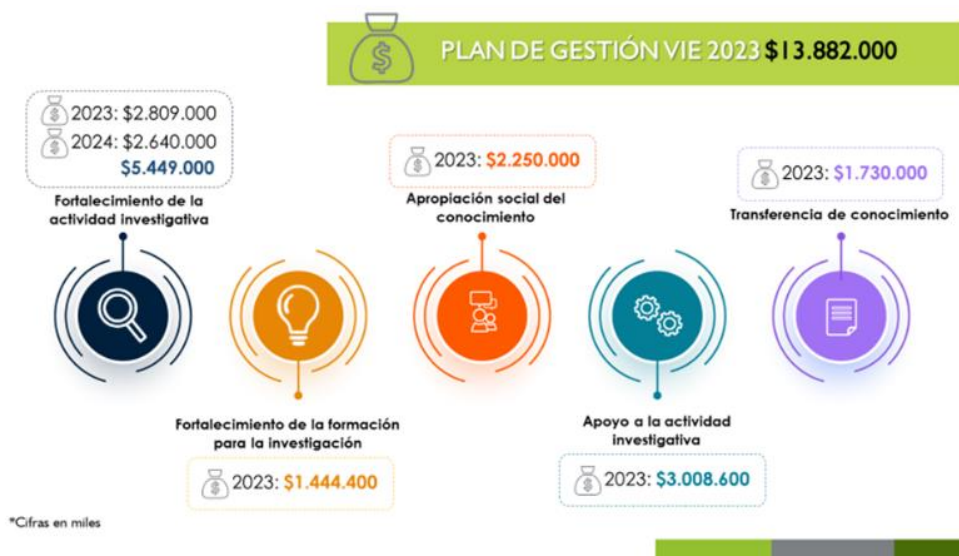 PLAN DE GESTIÓN VIE 2023 $13.882.000
2023: $2.809.000
2024: $2.640.000
$5.449.000
Fortalecimiento de la
actividad investigativa
2023: $2.250.000
Apropiación social del
conocimiento
2023: $1.730.000
Transferencia de conocimiento
Fortalecimiento de la formación
para la investigación
2023: $1.444.400
Apoyo a la actividad
investigativa
2023: $3.008.600
*Cifras en miles